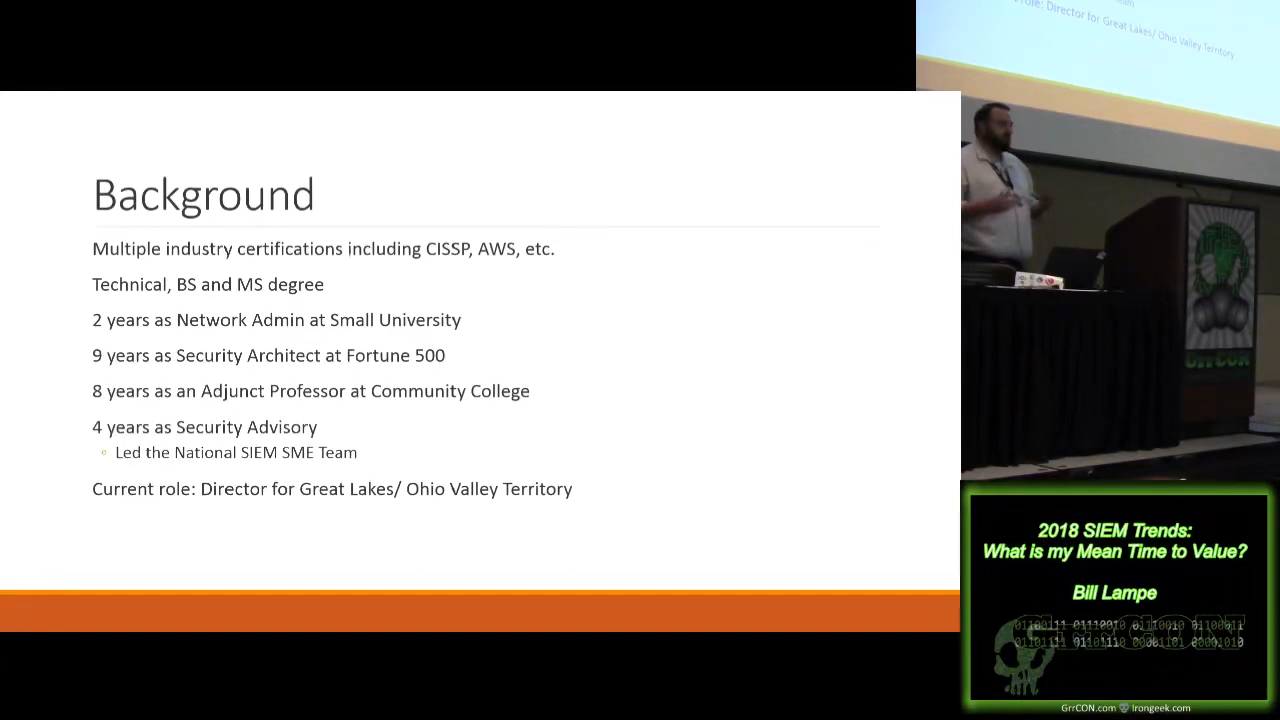 Background
Multiple industry certifications including CISSP, AWS, etc.
Technical, BS and MS degree
2 years as Network Admin at Small University
9 years as Security Architect at Fortune 500
8 years as an Adjunct Professor at Community College
4 years as Security Advisory
Led the National SIEM SME Team
Current role: Director for Great Lakes/ Ohio Valley Territory
role: Director for Great Lakes/ Ohio Valley Territory
GRRCON
2018 SIEM Trends:
What is my Mean Time to Value?
Bill Lampe
GrrCON
GrrCON.com Irongeek.com